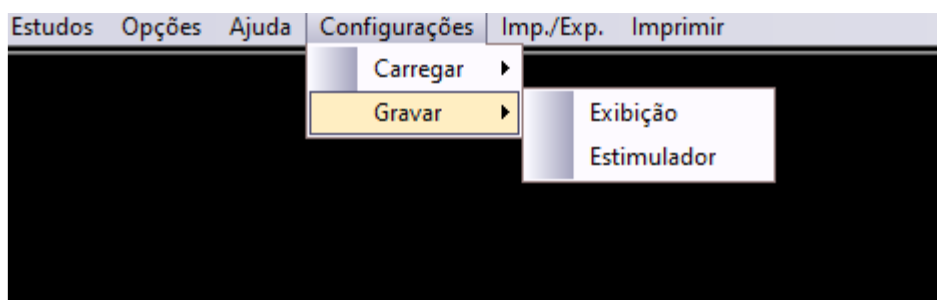 Estudos Opções Ajuda Configurações Imp./Exp. Imprimir
Carregar
Gravar
Exibição
Estimulador